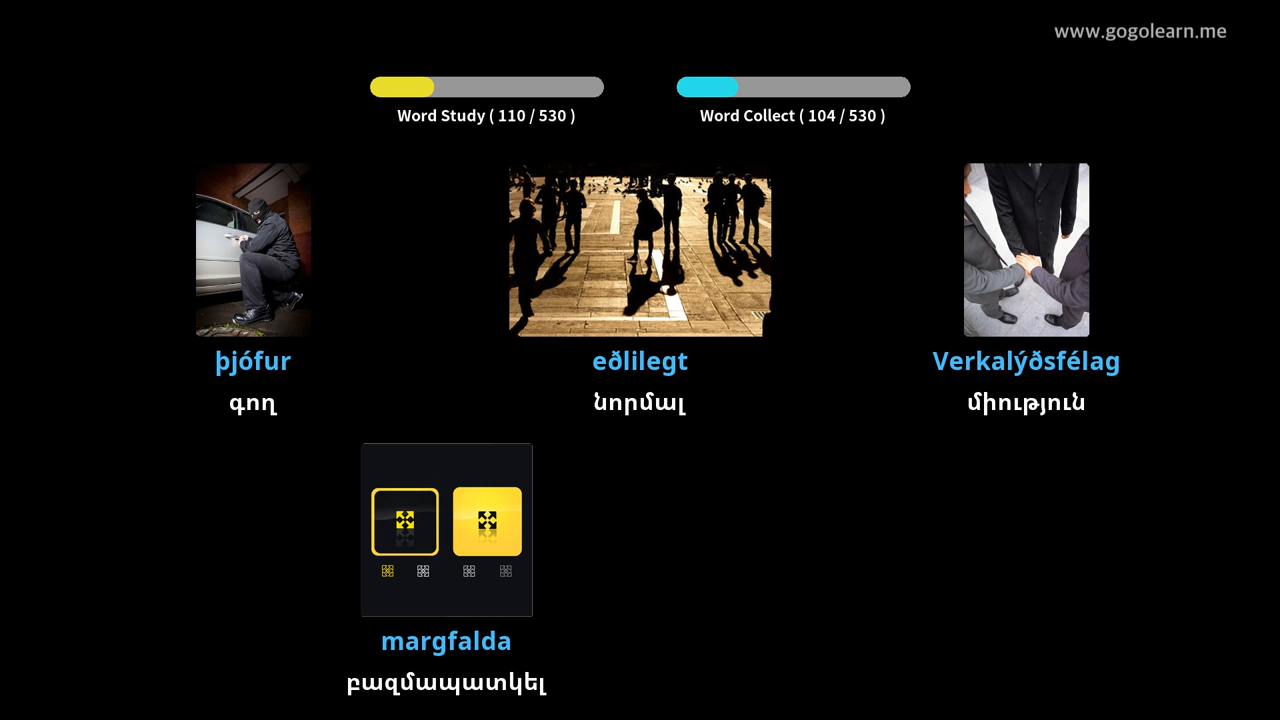 www.gogolearn.me
Word Study ( 110 / 530 )
Word Collect ( 104 / 530 )
þjófur
eðlilegt
Verkalýðsfélag
գող
նորմալ
միություն
margfalda
բազմապատկել